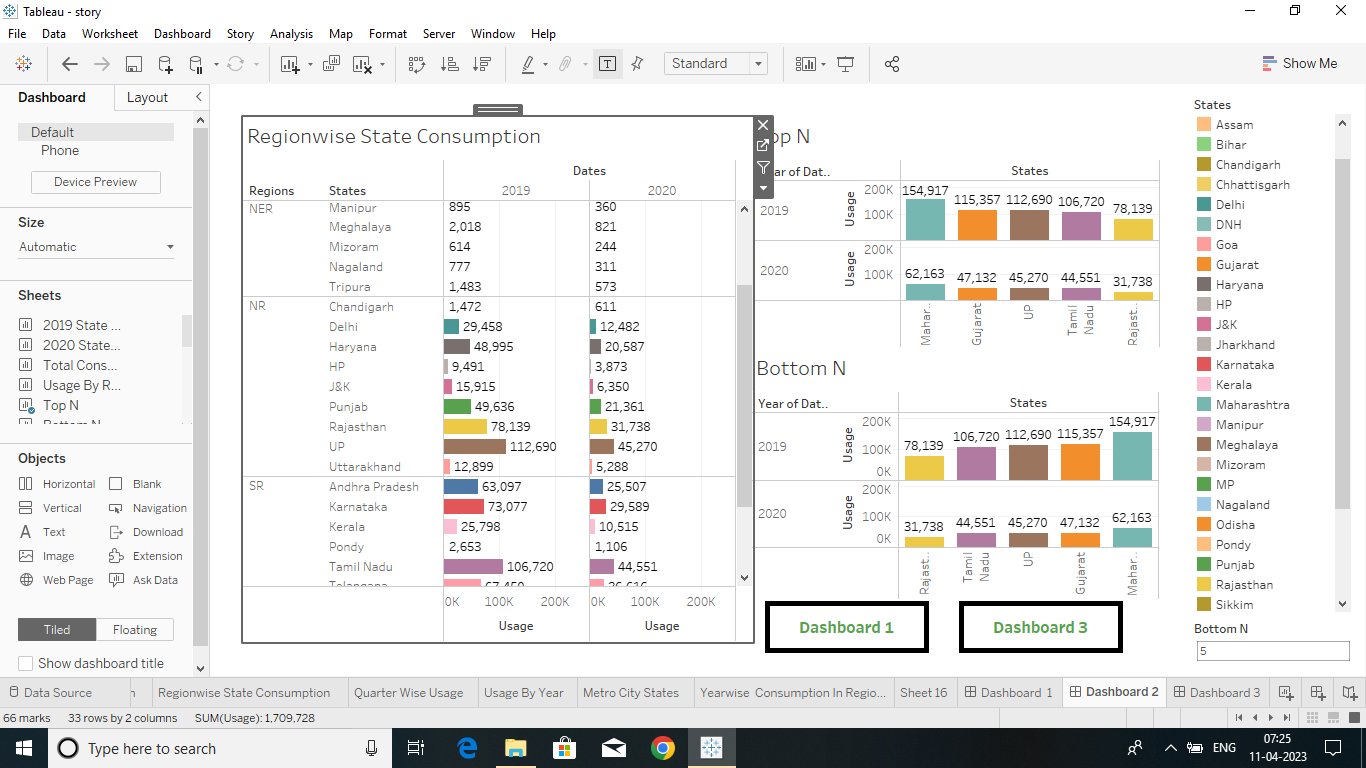 Tableau - story
File Data Worksheet Dashboard Story Analysis Map Format Server Window Help
Standard
Show Me
Dashboard Layout
Default
Phone
Device Preview
Size
Automatic
Sheets
2019 State ...
2020 State...
Total Cons...
Usage By R...
Top N
Bottom N
Objects
Horizontal Blank
Vertical Navigation
Text Download
Image Extension
Web Page Ask Data
Tiled Floating
Show dashboard title
Regionwise State Consumption
Dates
Regions States 2019 2020
NER Manipur 895 360
Meghalaya 2,018 821
Mizoram 614 244
Nagaland 777 311
Tripura 1,483 573
NR Chandigarh 1,472 611
Delhi 29,458 12,482
Haryana 48,995 20,587
HP 9,491 3,873
J&K 15,915 6,350
Punjab 49,636 21,361
Rajasthan 78,139 31,738
UP 112,690 45,270
Uttarakhand 12,899 5,288
SR Andhra Pradesh 63,097 25,507
Karnataka 73,077 29,589
Kerala 25,798 10,515
Pondy 2,653 1,106
Tamil Nadu 106,720 44,551
0K 100K 200K 0K 100K 200K
Usage Usage
op N
ar of Dat.. States
2019 Usage 200K 100K
154,917 115,357 112,690 106,720 78,139
2020 Usage 200K 100K
62,163 47,132 45,270 44,551 31,738
Mahar.. Gujarat UP Tamil Nadu Rajast..
Bottom N
Year of Dat.. States
2019 Usage 200K 100K 0K
78,139 106,720 112,690 115,357 154,917
2020 Usage 200K 100K 0K
31,738 44,551 45,270 47,132 62,163
Rajast.. Tamil Nadu UP Gujarat Mahar..
Dashboard 1 Dashboard 3
States
Assam
Bihar
Chandigarh
Chhattisgarh
Delhi
DNH
Goa
Gujarat
Haryana
HP
J&K
Jharkhand
Karnataka
Kerala
Maharashtra
Manipur
Meghalaya
Mizoram
MP
Nagaland
Odisha
Pondy
Punjab
Rajasthan
Sikkim
Bottom N
5
Data Source n Regionwise State Consumption Quarter Wise Usage Usage By Year Metro City States Yearwise Consumption In Regio... Sheet 16 Dashboard 1 Dashboard 2 Dashboard 3
66 marks 33 rows by 2 columns SUM(Usage): 1,709,728
Type here to search
ENG
07:25
11-04-2023